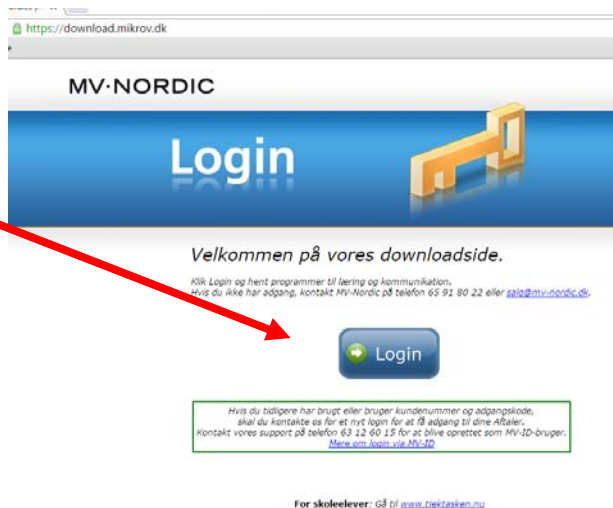 https://download.mikrov.dk
MV·NORDIC
Login
Velkommen på vores downloadside.
Klik Login og hent programmer til læring og kommunikation.
Hvis du ikke har adgang, kontakt MV-Nordic på telefon 65 91 80 22 eller salg@mv-nordic.dk.
Login
Hvis du tidligere har brugt eller bruger kundenummer og adgangskode,
skal du kontakte os for et nyt login for at få adgang til dine Aftaler.
Kontakt vores support på telefon 63 12 60 15 for at blive oprettet som MV-ID-bruger.
Mere om login via MV-ID
For skoleelever: Gå til www.tjektasken.nu